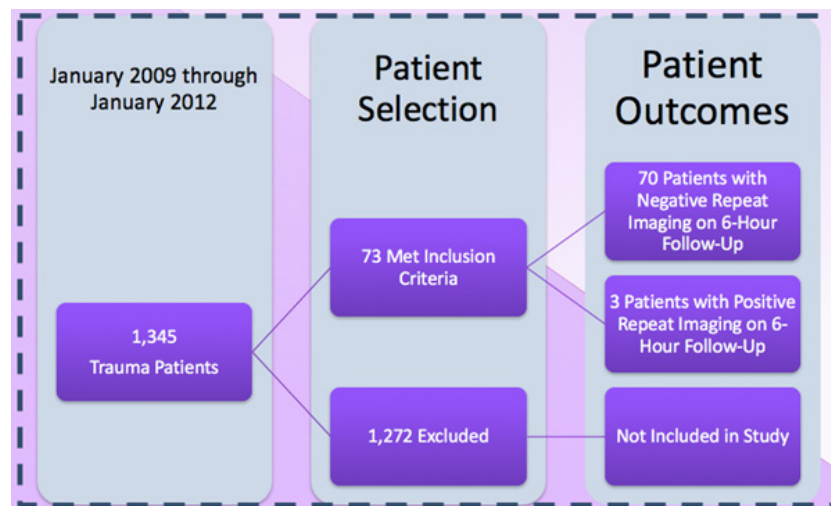 January 2009 through
January 2012
Patient
Selection
Patient
Outcomes
1,345
Trauma Patients
73 Met Inclusion
Criteria
1,272 Excluded
70 Patients with
Negative Repeat
Imaging on 6-Hour
Follow-Up
3 Patients with Positive
Repeat Imaging on 6-
Hour Follow-Up
Not Included in Study